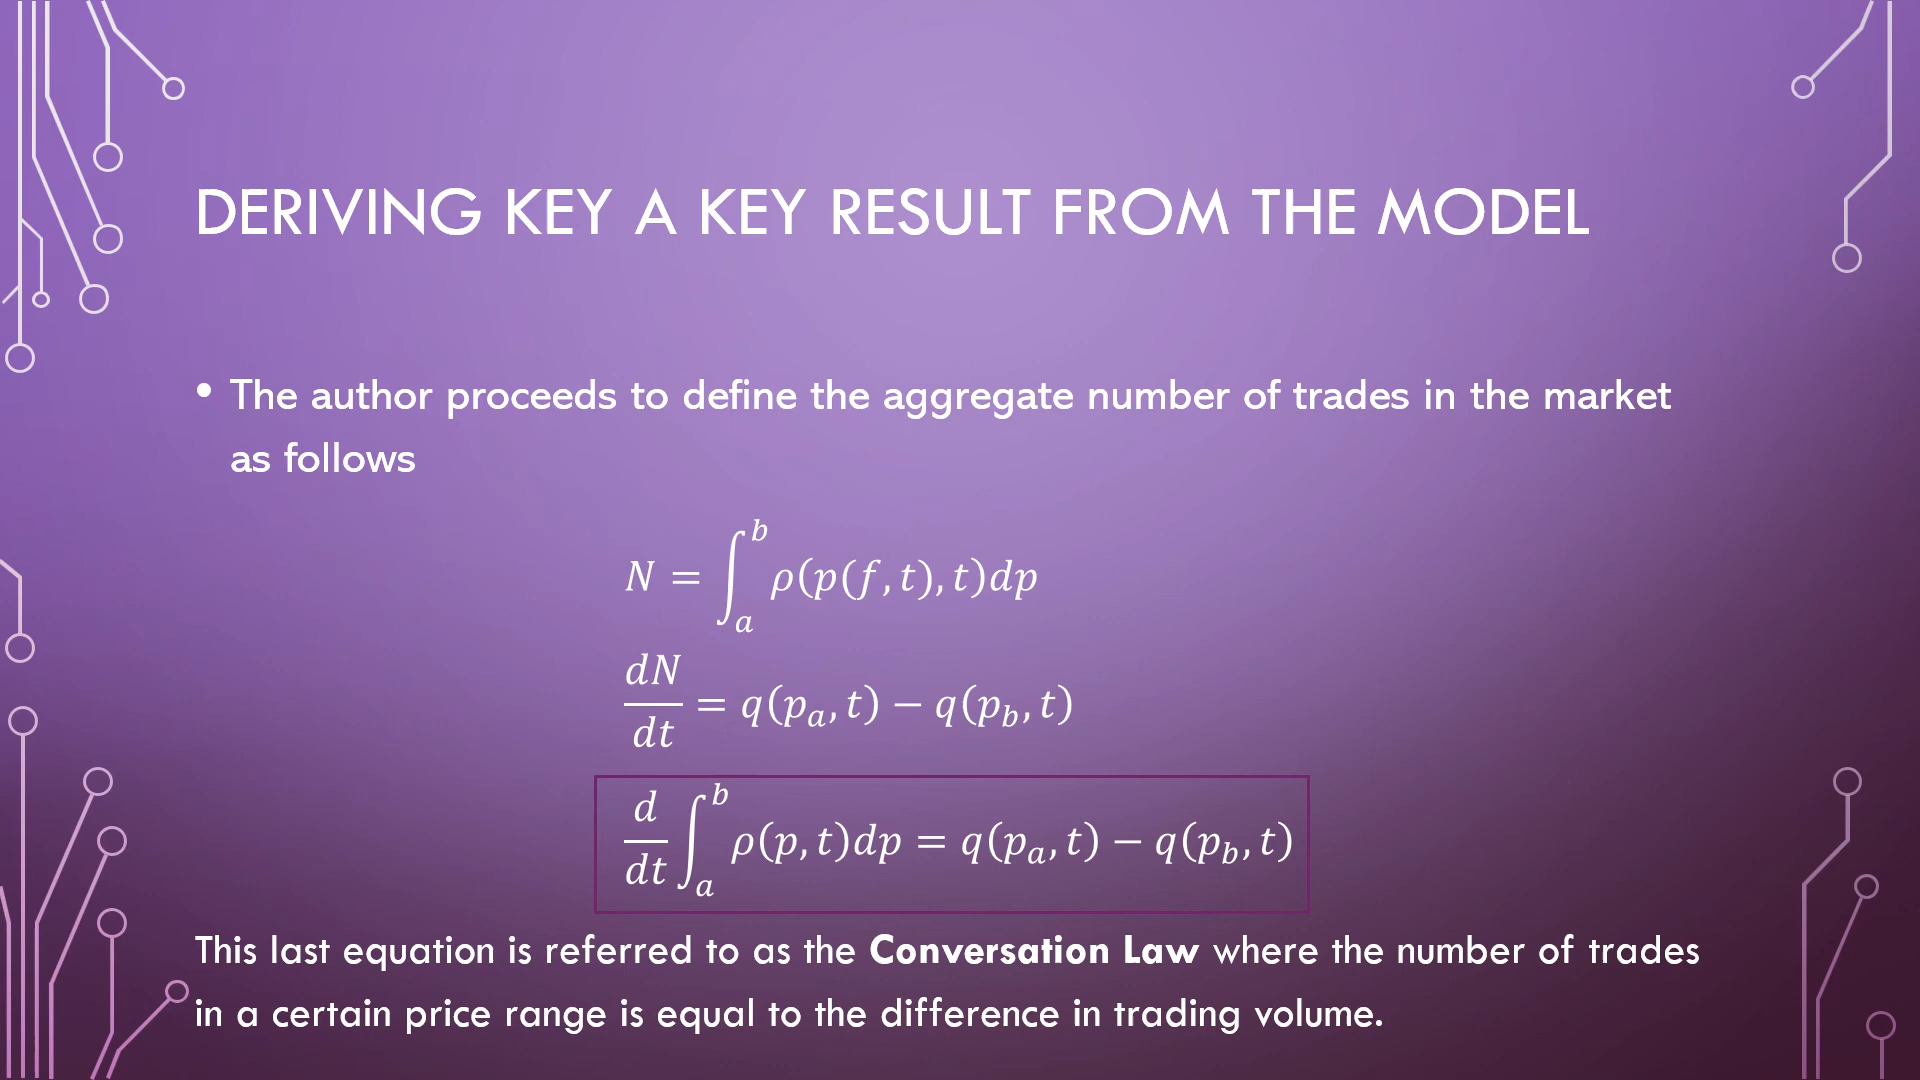 DERIVING KEY A KEY RESULT FROM THE MODEL
• The author proceeds to define the aggregate number of trades in the market
as follows
𝑁 = ∫_𝑎^𝑏 𝜌(𝑝(𝑓, 𝑡), 𝑡)𝑑𝑝
𝑑𝑁/𝑑𝑡 = 𝑞(𝑝_𝑎, 𝑡) − 𝑞(𝑝_𝑏, 𝑡)
𝑑/𝑑𝑡 ∫_𝑎^𝑏 𝜌(𝑝, 𝑡)𝑑𝑝 = 𝑞(𝑝_𝑎, 𝑡) − 𝑞(𝑝_𝑏, 𝑡)
This last equation is referred to as the Conversation Law where the number of trades
in a certain price range is equal to the difference in trading volume.